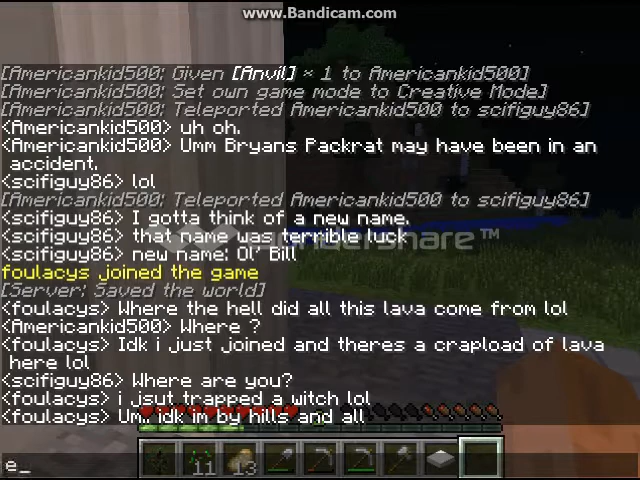 www.Bandicam.com
[Americankid500: Given [Anvil] × 1 to Americankid500]
[Americankid500: Set own game mode to Creative Mode]
[Americankid500: Teleported Americankid500 to scifiguy86]
<Americankid500> uh oh.
<Americankid500> Umm Bryans Packrat may have been in an
accident.
<scifiguy86> lol
[Americankid500: Teleported Americankid500 to scifiguy86]
<scifiguy86> I gotta think of a new name.
<scifiguy86> that name was terrible luck
<scifiguy86> new name: Ol' Bill
wondershare™
foulacys joined the game
[Server: Saved the world]
<foulacys> Where the hell did all this lava come from lol
<Americankid500> Where ?
<foulacys> Idk i just joined and theres a crapload of lava
here lol
<scifiguy86> Where are you?
<foulacys> i jsut trapped a witch lol
<foulacys> Um. idk im by hills and all
11 13
e_